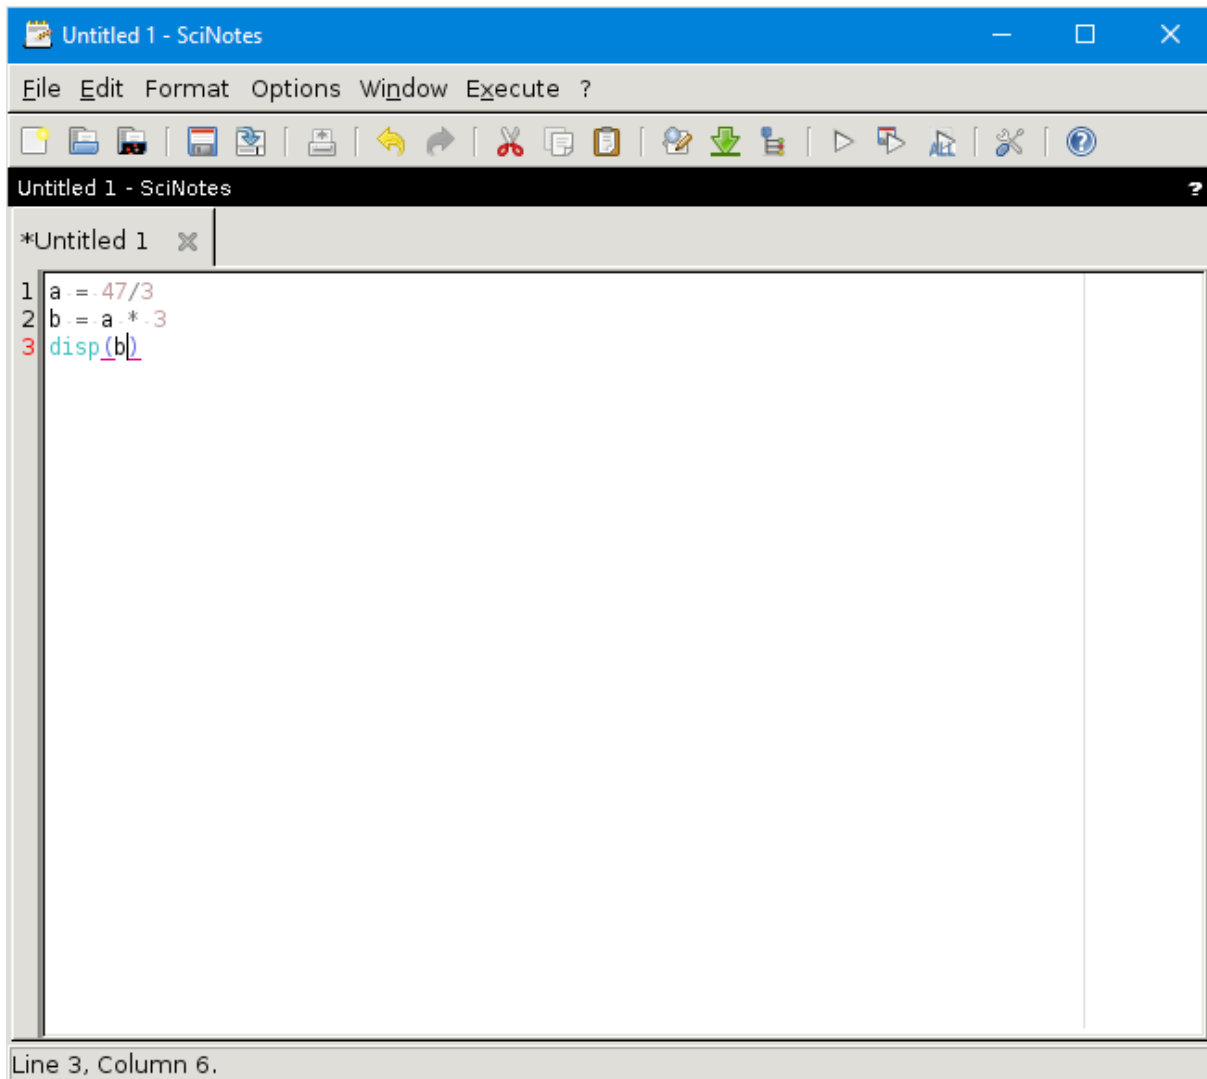 Untitled 1 - SciNotes
File Edit Format Options Window Execute ?
Untitled 1 - SciNotes ?
*Untitled 1
1 a = 47/3
2 b = a * 3
3 disp(b)
Line 3, Column 6.